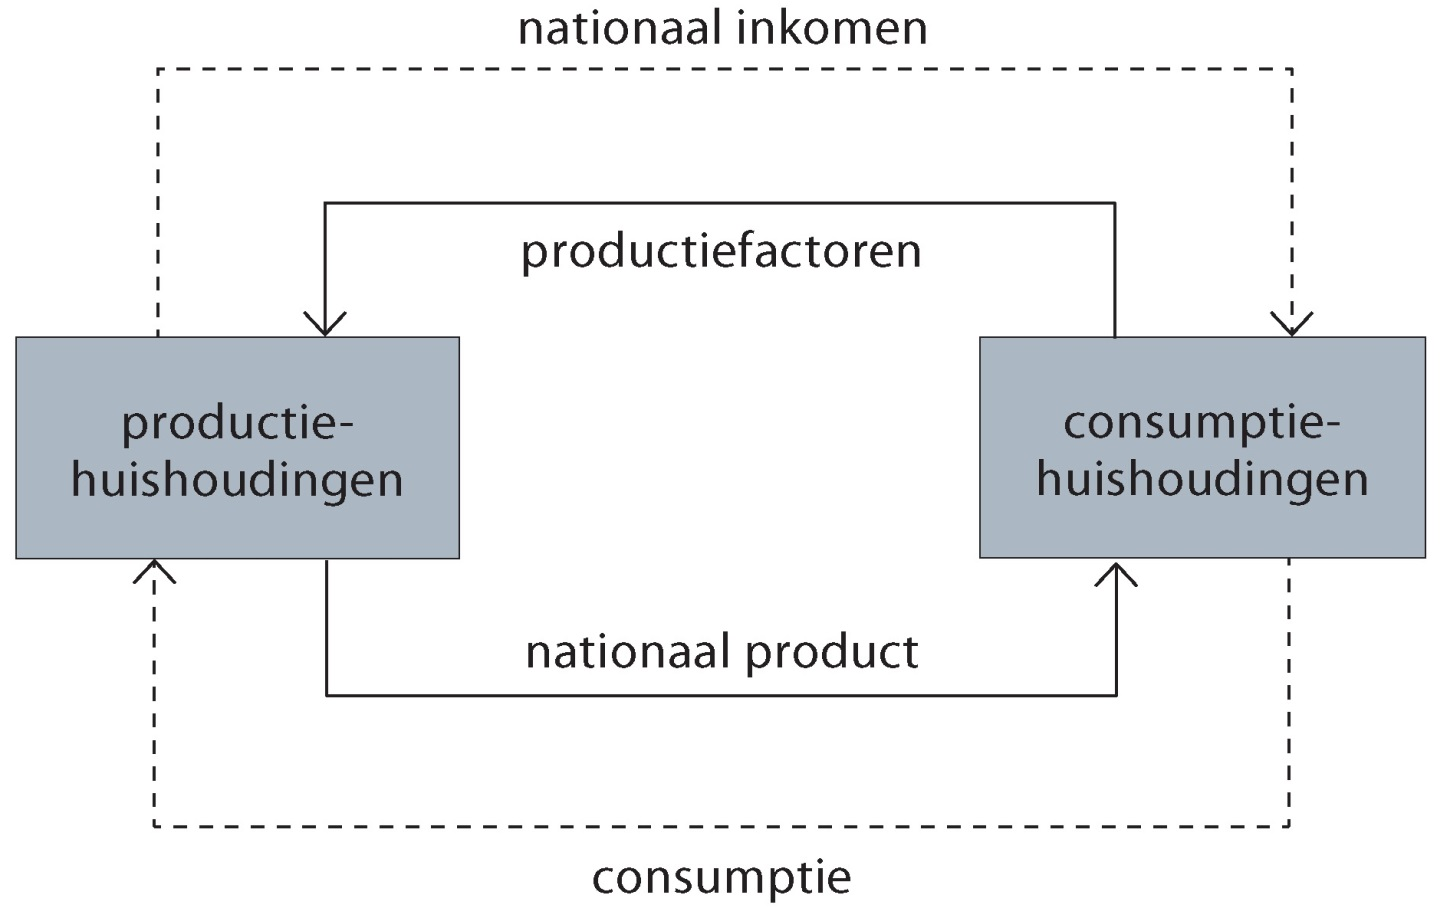 nationaal inkomen
productiefactoren
productie-
huishoudingen
consumptie-
huishoudingen
nationaal product
consumptie